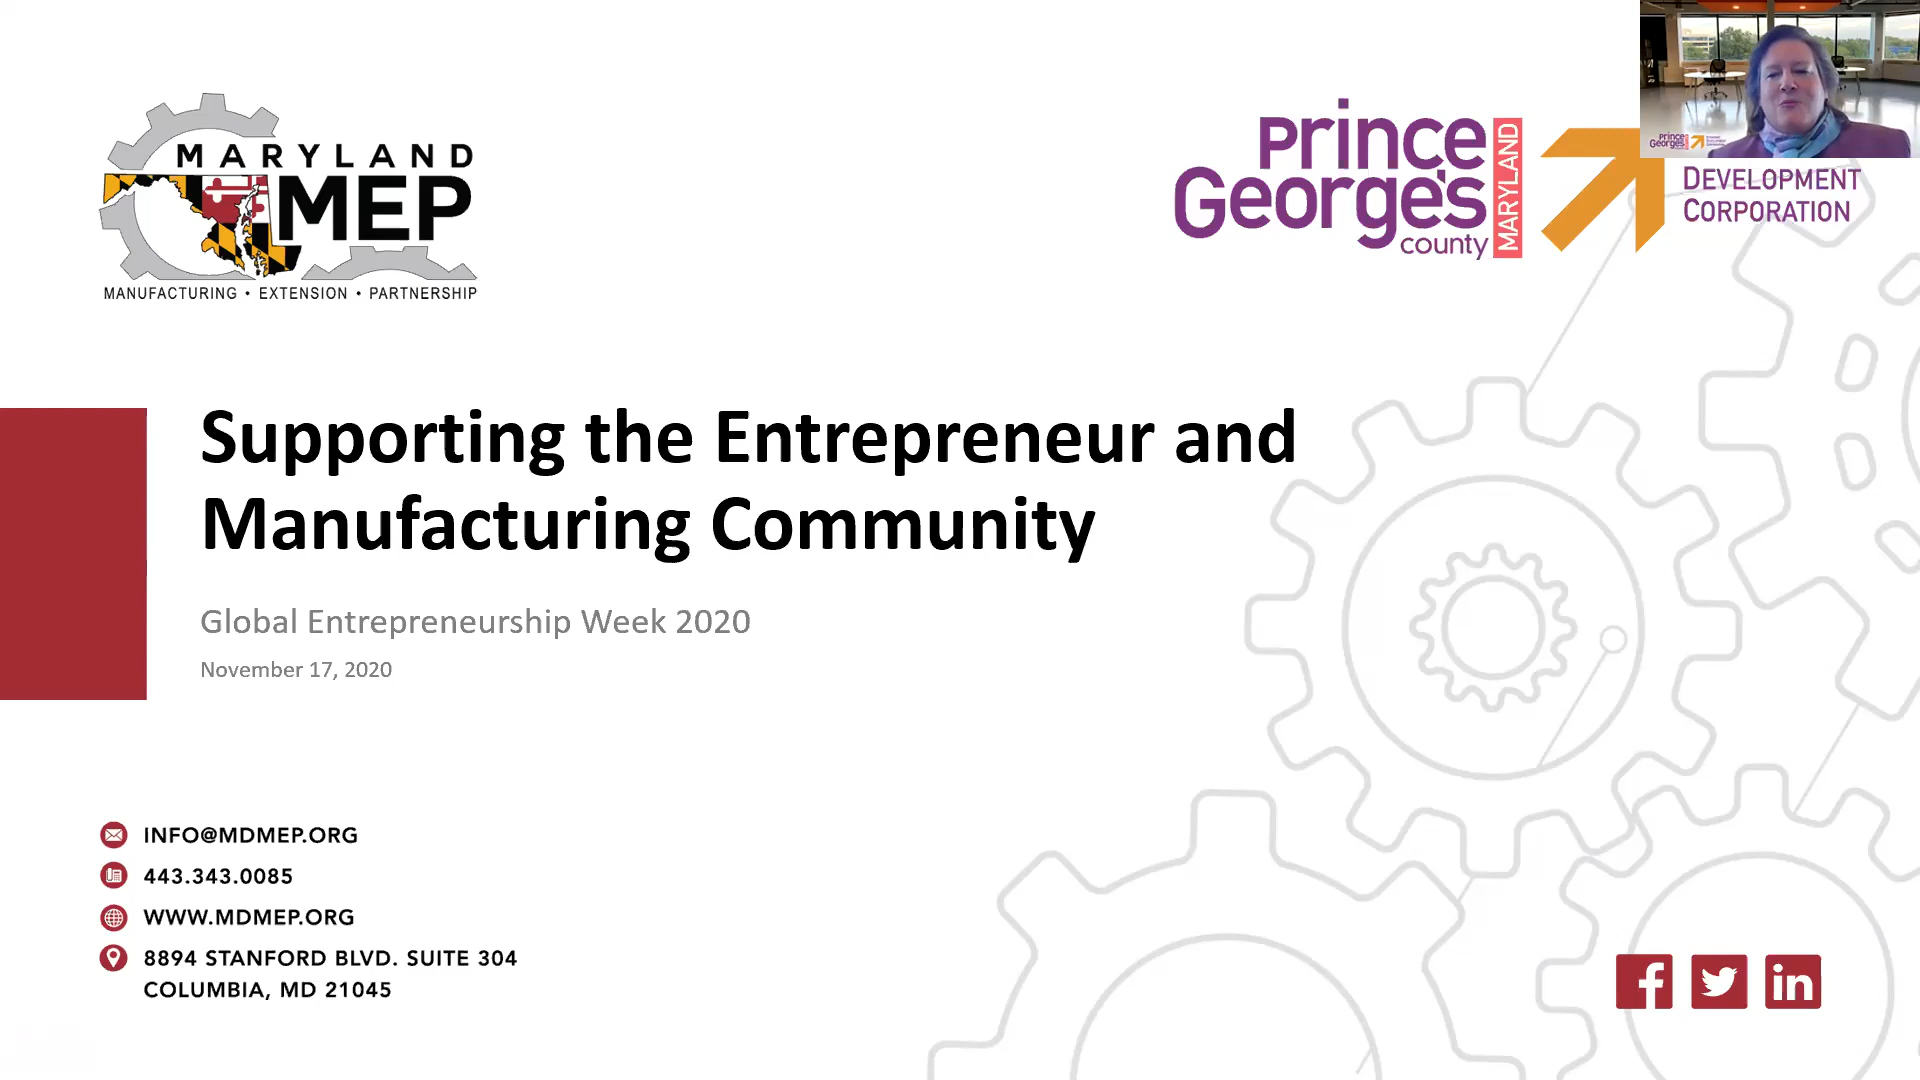 MARYLAND
MEP
MANUFACTURING • EXTENSION • PARTNERSHIP
Prince
George's
county
MARYLAND
DEVELOPMENT
CORPORATION
Prince
George's
Supporting the Entrepreneur and
Manufacturing Community
Global Entrepreneurship Week 2020
November 17, 2020
INFO@MDMEP.ORG
443.343.0085
WWW.MDMEP.ORG
8894 STANFORD BLVD. SUITE 304
COLUMBIA, MD 21045